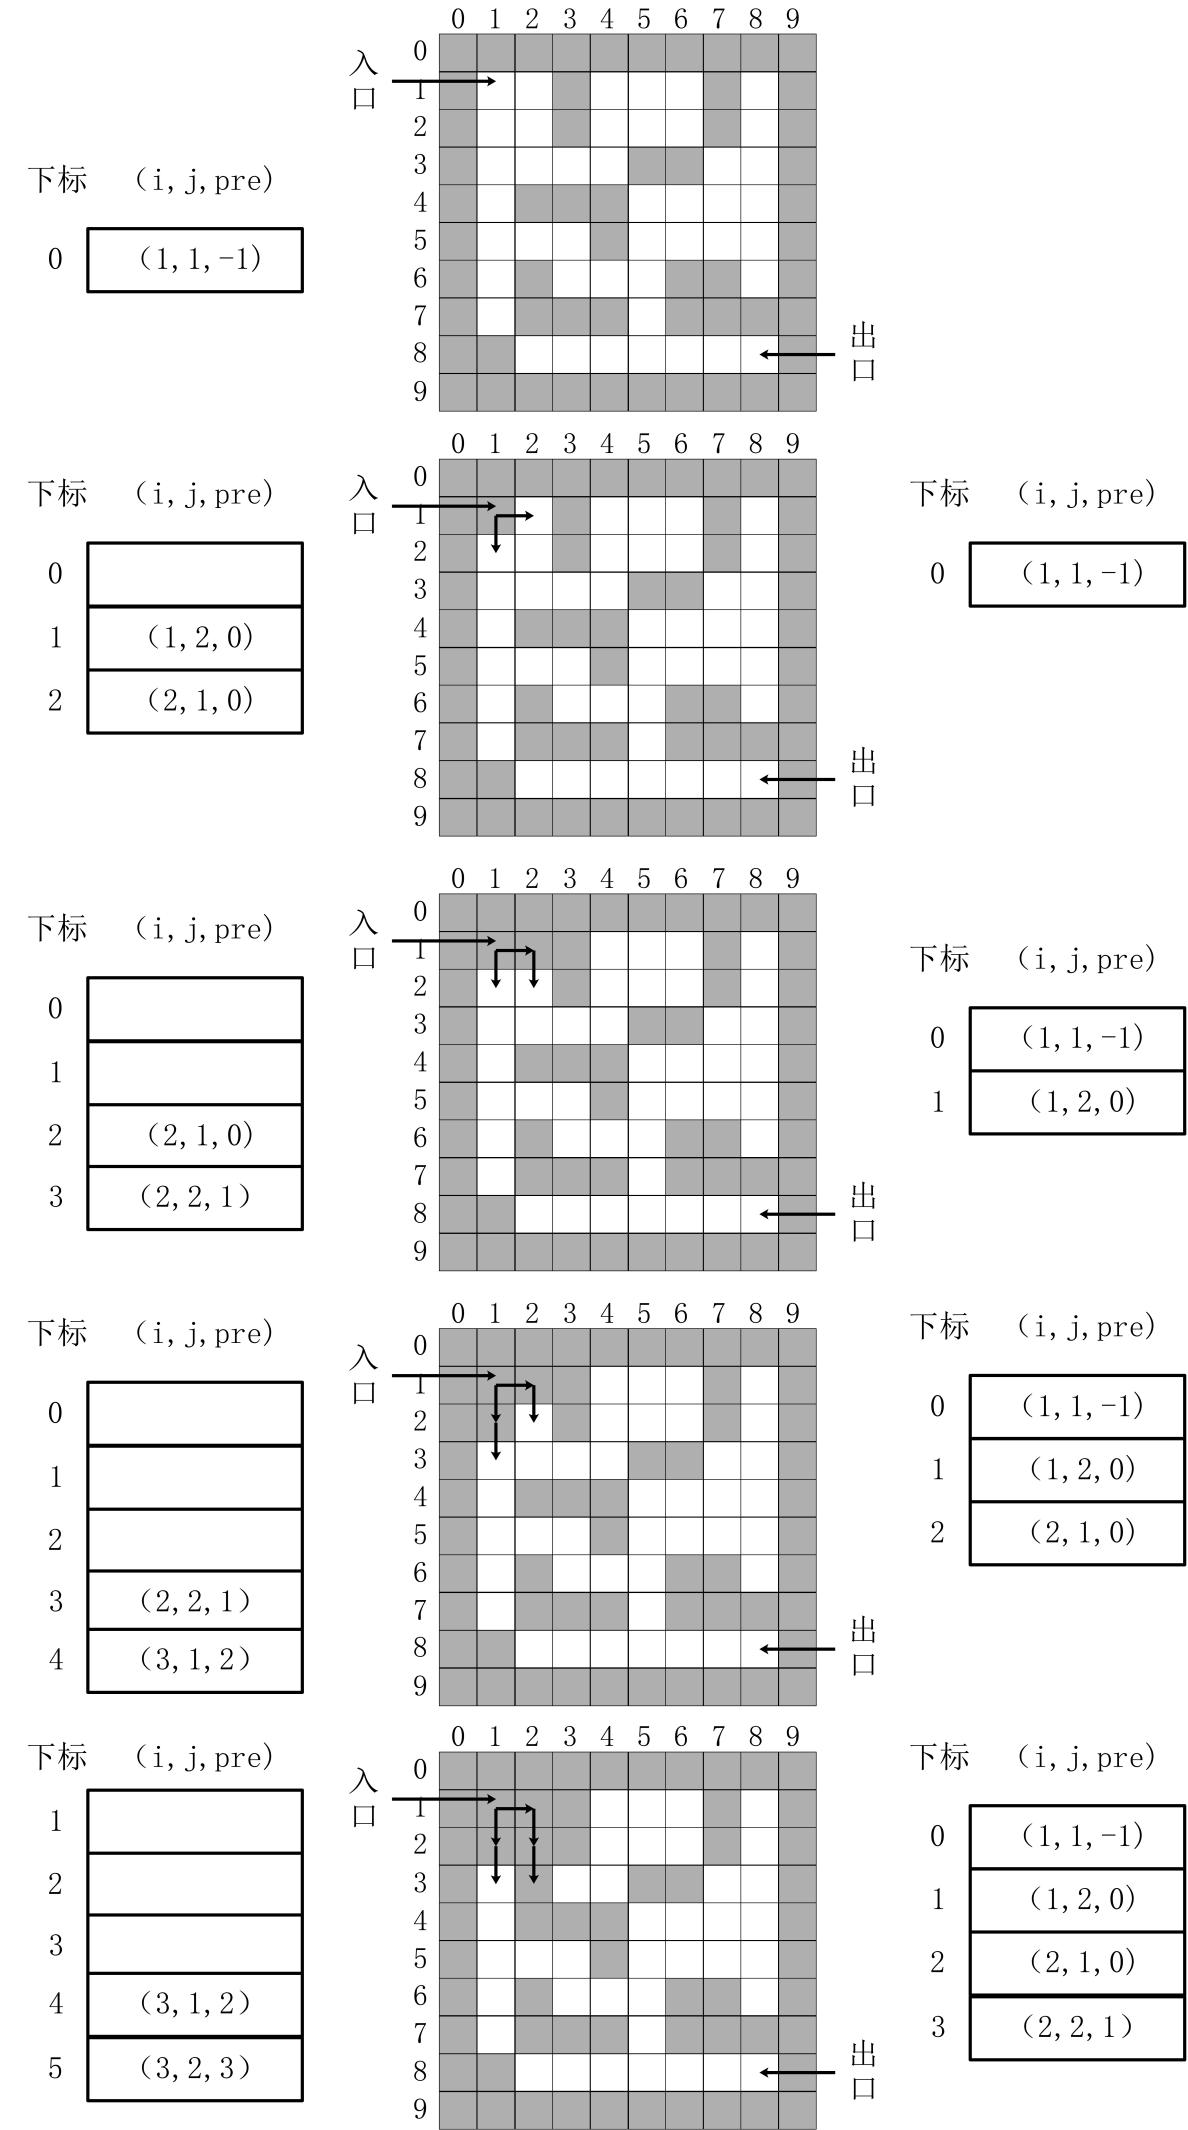 0 1 2 3 4 5 6 7 8 9
0
1
2
3
4
5
6
7
8
9
入
口
出
口
下标 (i,j,pre)
0 (1,1,-1)
0 1 2 3 4 5 6 7 8 9
0
1
2
3
4
5
6
7
8
9
入
口
出
口
下标 (i,j,pre)
0
1 (1,2,0)
2 (2,1,0)
下标 (i,j,pre)
0 (1,1,-1)
0 1 2 3 4 5 6 7 8 9
0
1
2
3
4
5
6
7
8
9
入
口
出
口
下标 (i,j,pre)
0
1
2 (2,1,0)
3 (2,2,1)
下标 (i,j,pre)
0 (1,1,-1)
1 (1,2,0)
0 1 2 3 4 5 6 7 8 9
0
1
2
3
4
5
6
7
8
9
入
口
出
口
下标 (i,j,pre)
0
1
2
3 (2,2,1)
4 (3,1,2)
下标 (i,j,pre)
0 (1,1,-1)
1 (1,2,0)
2 (2,1,0)
0 1 2 3 4 5 6 7 8 9
0
1
2
3
4
5
6
7
8
9
入
口
出
口
下标 (i,j,pre)
1
2
3
4 (3,1,2)
5 (3,2,3)
下标 (i,j,pre)
0 (1,1,-1)
1 (1,2,0)
2 (2,1,0)
3 (2,2,1)